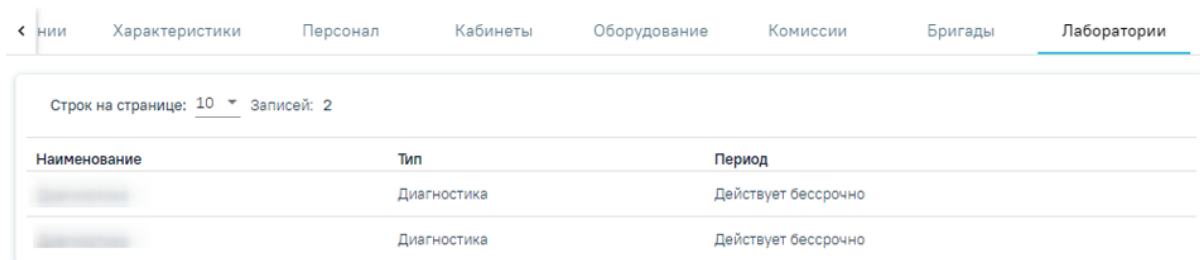 нии Характеристики Персонал Кабинеты Оборудование Комиссии Бригады Лаборатории
Строк на странице: 10 Записей: 2
Наименование Тип Период
Диагностика Действует бессрочно
Диагностика Действует бессрочно